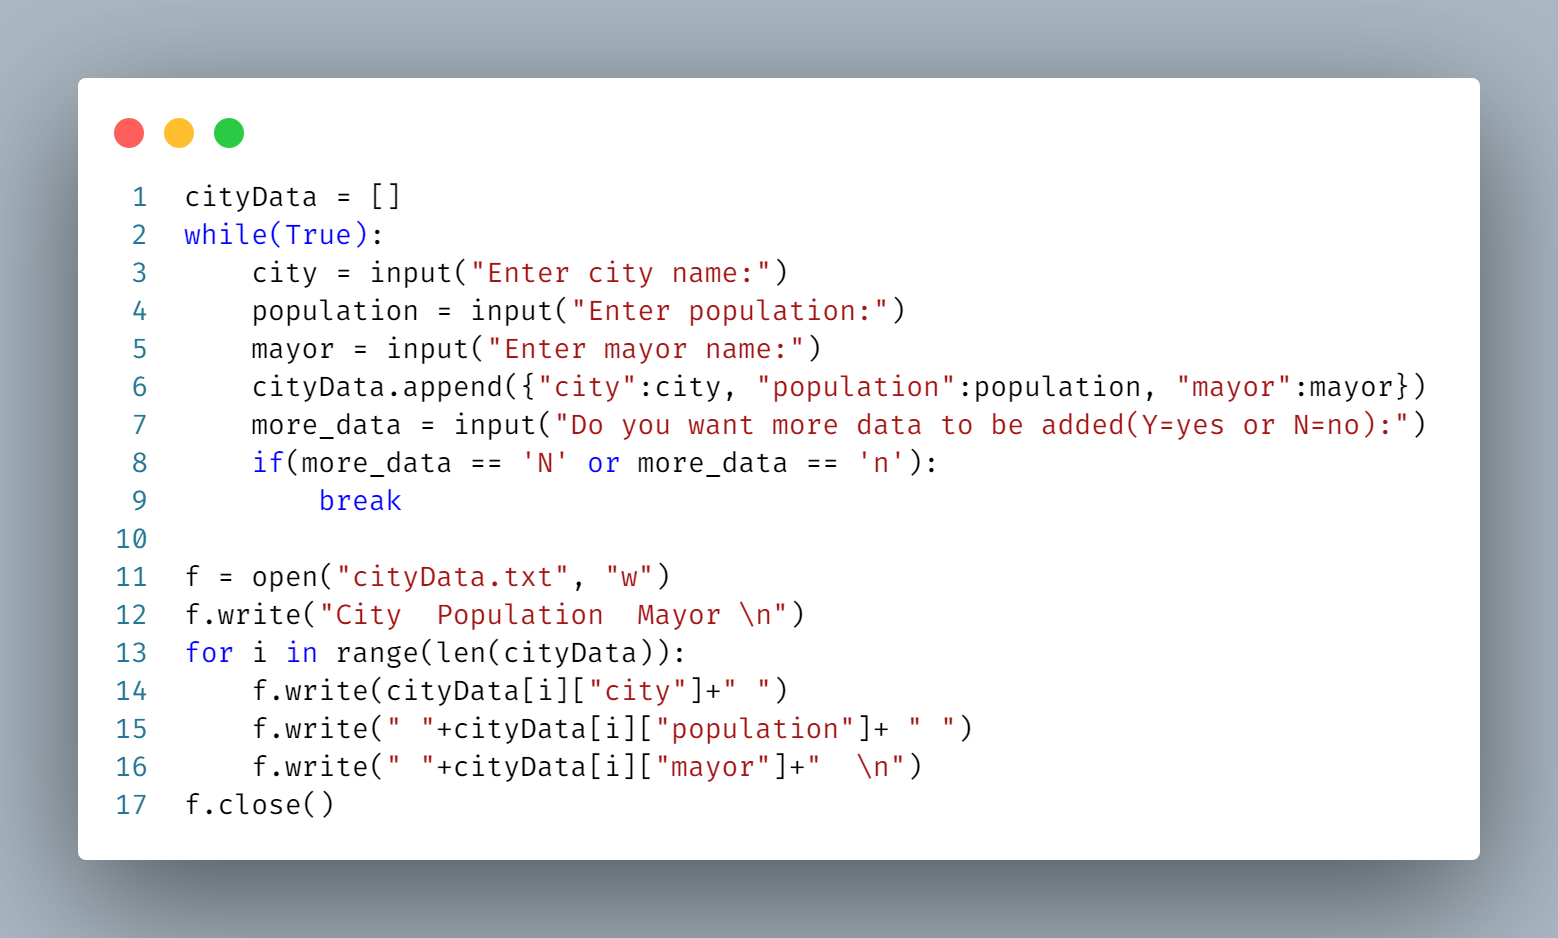 1 cityData = []
2 while(True):
3     city = input("Enter city name:")
4     population = input("Enter population:")
5     mayor = input("Enter mayor name:")
6     cityData.append({"city":city, "population":population, "mayor":mayor})
7     more_data = input("Do you want more data to be added(Y=yes or N=no):")
8     if(more_data == 'N' or more_data == 'n'):
9         break
10
11 f = open("cityData.txt", "w")
12 f.write("City  Population  Mayor \n")
13 for i in range(len(cityData)):
14     f.write(cityData[i]["city"]+" ")
15     f.write(" "+cityData[i]["population"]+ " ")
16     f.write(" "+cityData[i]["mayor"]+"  \n")
17 f.close()